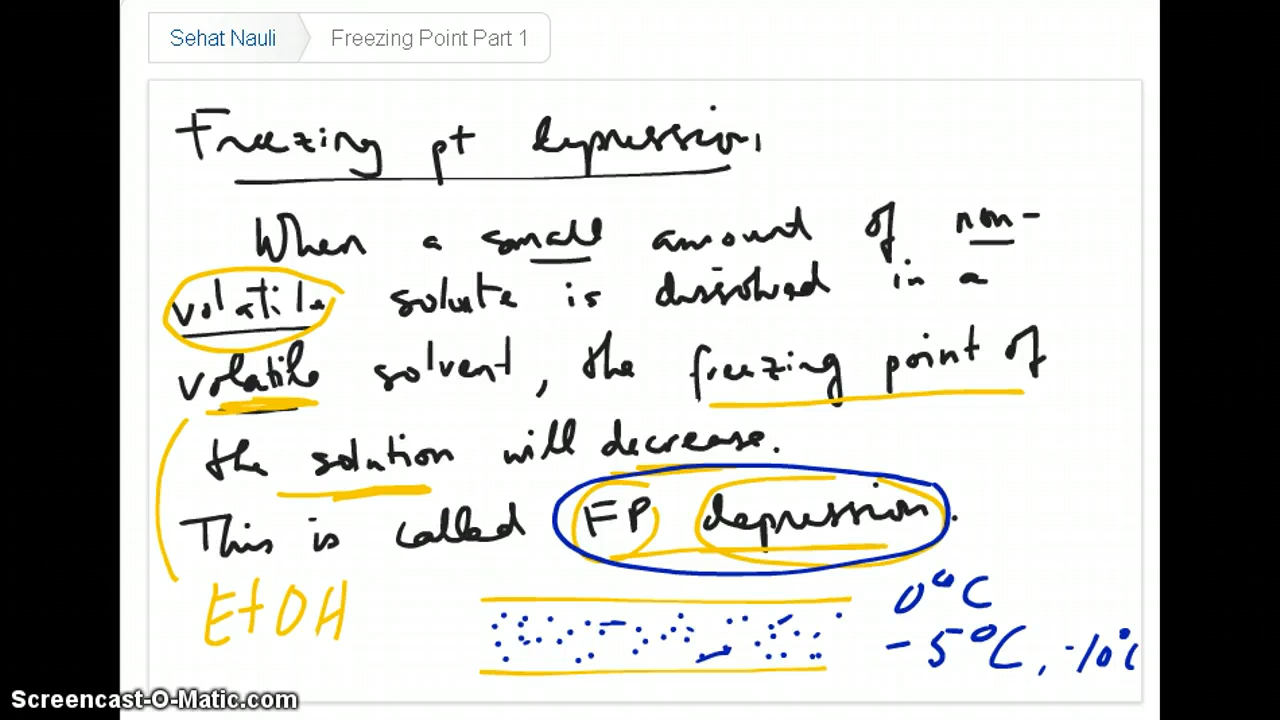 Sehat Nauli Freezing Point Part 1
Freezing pt depression
When a small amount of non-
volatile solute is dissolved in a
volatile solvent, the freezing point of
the solution will decrease.
This is called FP depression.
EtOH
0°C
-5°C, -10°C
Screencast-O-Matic.com